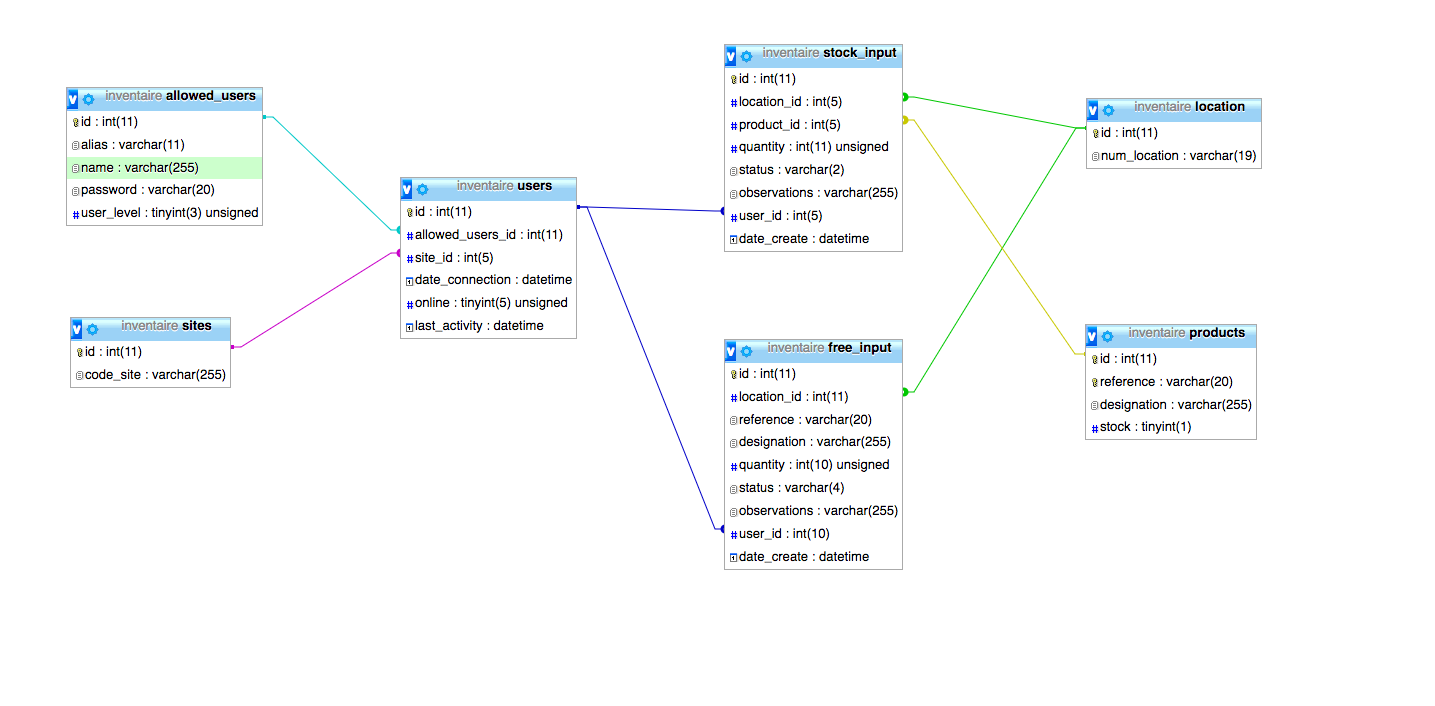 inventaire allowed_users
id : int(11)
alias : varchar(11)
name : varchar(255)
password : varchar(20)
user_level : tinyint(3) unsigned
inventaire sites
id : int(11)
code_site : varchar(255)
inventaire users
id : int(11)
allowed_users_id : int(11)
site_id : int(5)
date_connection : datetime
online : tinyint(5) unsigned
last_activity : datetime
inventaire stock_input
id : int(11)
location_id : int(5)
product_id : int(5)
quantity : int(11) unsigned
status : varchar(2)
observations : varchar(255)
user_id : int(5)
date_create : datetime
inventaire free_input
id : int(11)
location_id : int(11)
reference : varchar(20)
designation : varchar(255)
quantity : int(10) unsigned
status : varchar(4)
observations : varchar(255)
user_id : int(10)
date_create : datetime
inventaire location
id : int(11)
num_location : varchar(19)
inventaire products
id : int(11)
reference : varchar(20)
designation : varchar(255)
stock : tinyint(1)